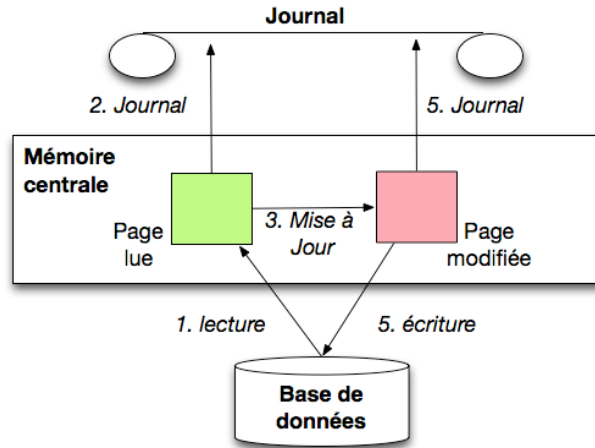 Journal
2. Journal
5. Journal
Mémoire
centrale
Page
lue
3. Mise à
Jour
Page
modifiée
1. lecture
5. écriture
Base de
données